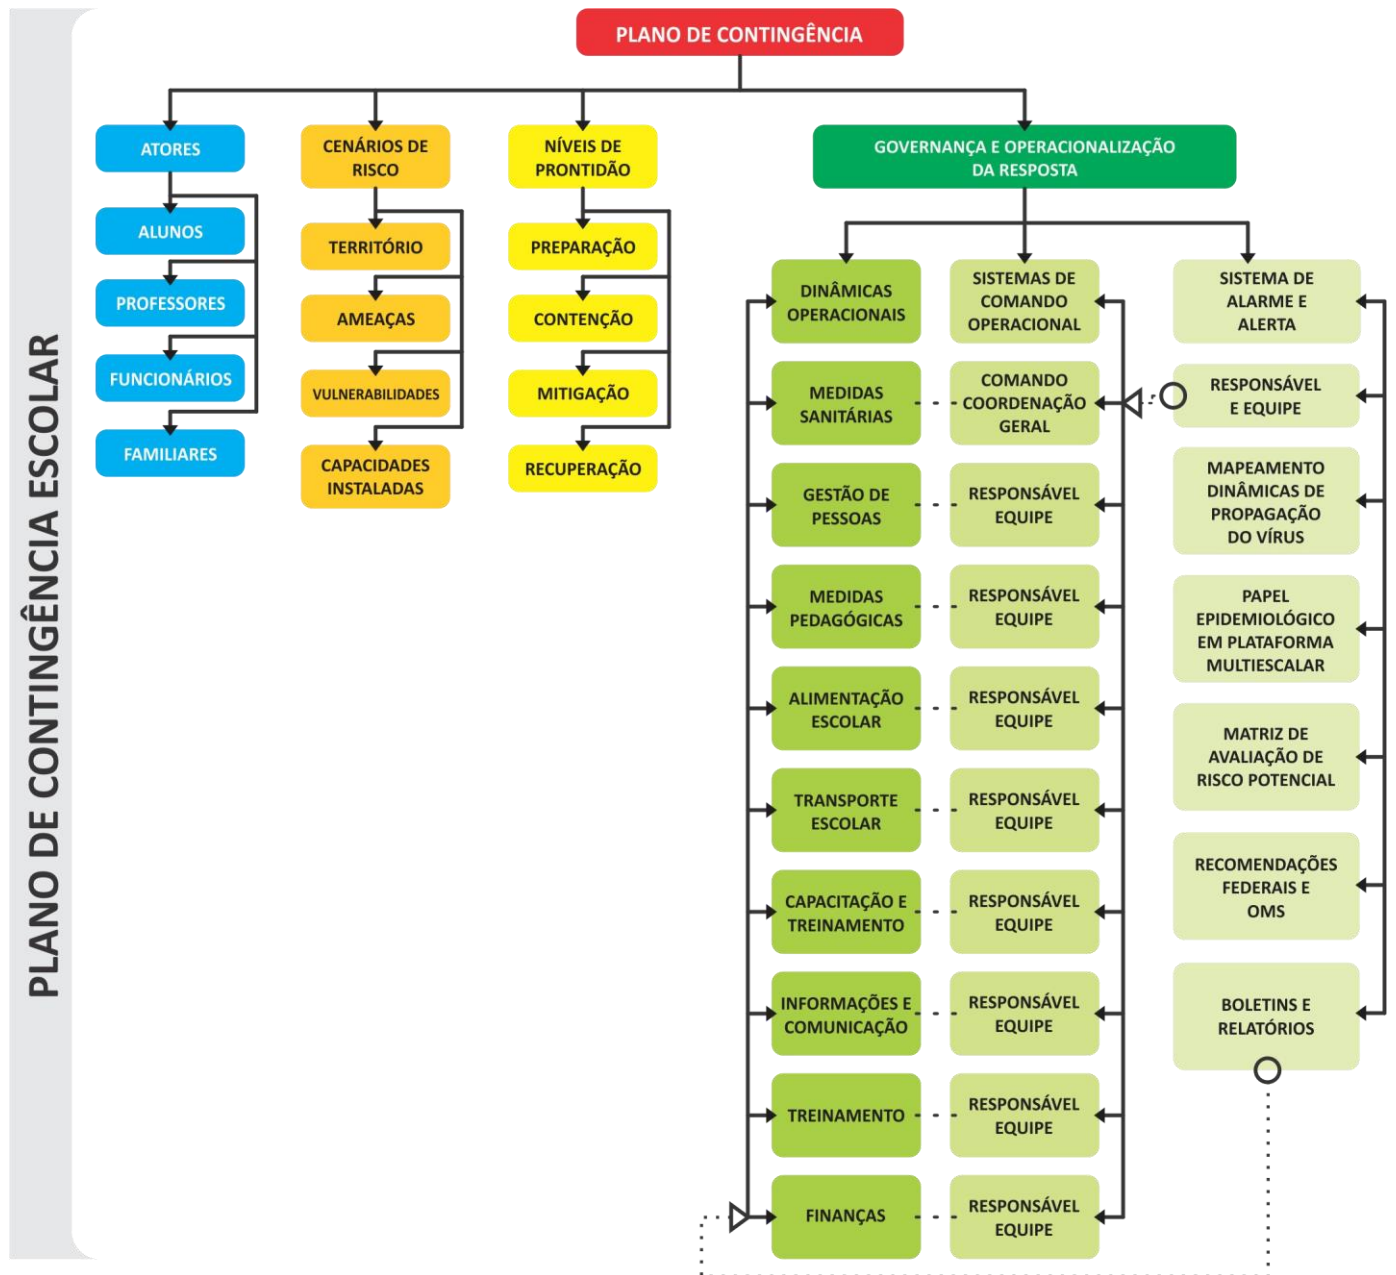 PLANO DE CONTINGÊNCIA ESCOLAR
PLANO DE CONTINGÊNCIA
ATORES
ALUNOS
PROFESSORES
FUNCIONÁRIOS
FAMILIARES
CENÁRIOS DE
RISCO
TERRITÓRIO
AMEAÇAS
VULNERABILIDADES
CAPACIDADES
INSTALADAS
NÍVEIS DE
PRONTIDÃO
PREPARAÇÃO
CONTENÇÃO
MITIGAÇÃO
RECUPERAÇÃO
GOVERNANÇA E OPERACIONALIZAÇÃO
DA RESPOSTA
DINÂMICAS
OPERACIONAIS
MEDIDAS
SANITÁRIAS
GESTÃO DE
PESSOAS
MEDIDAS
PEDAGÓGICAS
ALIMENTAÇÃO
ESCOLAR
TRANSPORTE
ESCOLAR
CAPACITAÇÃO E
TREINAMENTO
INFORMAÇÕES E
COMUNICAÇÃO
TREINAMENTO
FINANÇAS
SISTEMAS DE
COMANDO
OPERACIONAL
COMANDO
COORDENAÇÃO
GERAL
RESPONSÁVEL
EQUIPE
RESPONSÁVEL
EQUIPE
RESPONSÁVEL
EQUIPE
RESPONSÁVEL
EQUIPE
RESPONSÁVEL
EQUIPE
RESPONSÁVEL
EQUIPE
RESPONSÁVEL
EQUIPE
RESPONSÁVEL
EQUIPE
SISTEMA DE
ALARME E
ALERTA
RESPONSÁVEL
E EQUIPE
MAPEAMENTO
DINÂMICAS DE
PROPAGAÇÃO
DO VÍRUS
PAPEL
EPIDEMIOLÓGICO
EM PLATAFORMA
MULTIESCALAR
MATRIZ DE
AVALIAÇÃO DE
RISCO POTENCIAL
RECOMENDAÇÕES
FEDERAIS E
OMS
BOLETINS E
RELATÓRIOS